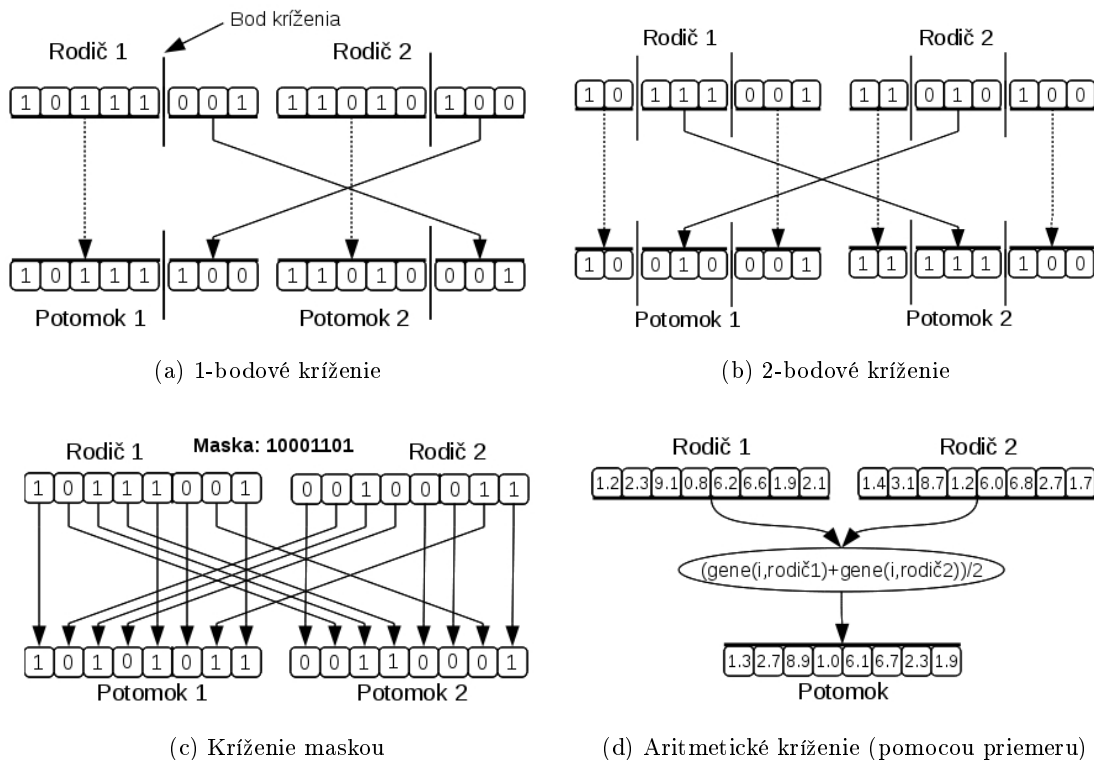 Bod kríženia
Rodič 1 Rodič 2
1 0 1 1 1 0 0 1 1 1 0 1 0 1 0 0
1 0 1 1 1 1 0 0 1 1 0 1 0 0 0 1
Potomok 1 Potomok 2
(a) 1-bodové kríženie
Rodič 1 Rodič 2
1 0 1 1 1 0 0 1 1 1 0 1 0 1 0 0
1 0 0 1 0 0 0 1 1 1 1 1 1 1 0 0
Potomok 1 Potomok 2
(b) 2-bodové kríženie
Rodič 1 Maska: 10001101 Rodič 2
1 0 1 1 1 0 0 1 0 0 1 0 0 0 1 1
1 0 1 0 1 0 1 1 0 0 1 1 0 0 0 1
Potomok 1 Potomok 2
(c) Kríženie maskou
Rodič 1 Rodič 2
1.2 2.3 9.1 0.8 6.2 6.6 1.9 2.1 1.4 3.1 8.7 1.2 6.0 6.8 2.7 1.7
(gene(i,rodič1)+gene(i,rodič2))/2
1.3 2.7 8.9 1.0 6.1 6.7 2.3 1.9
Potomok
(d) Aritmetické kríženie (pomocou priemeru)